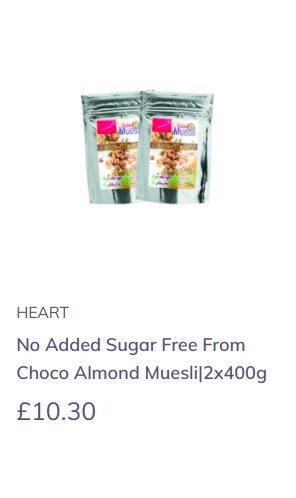 Muesli
Muesli
HEART
No Added Sugar Free From
Choco Almond Muesli|2x400g
£10.30